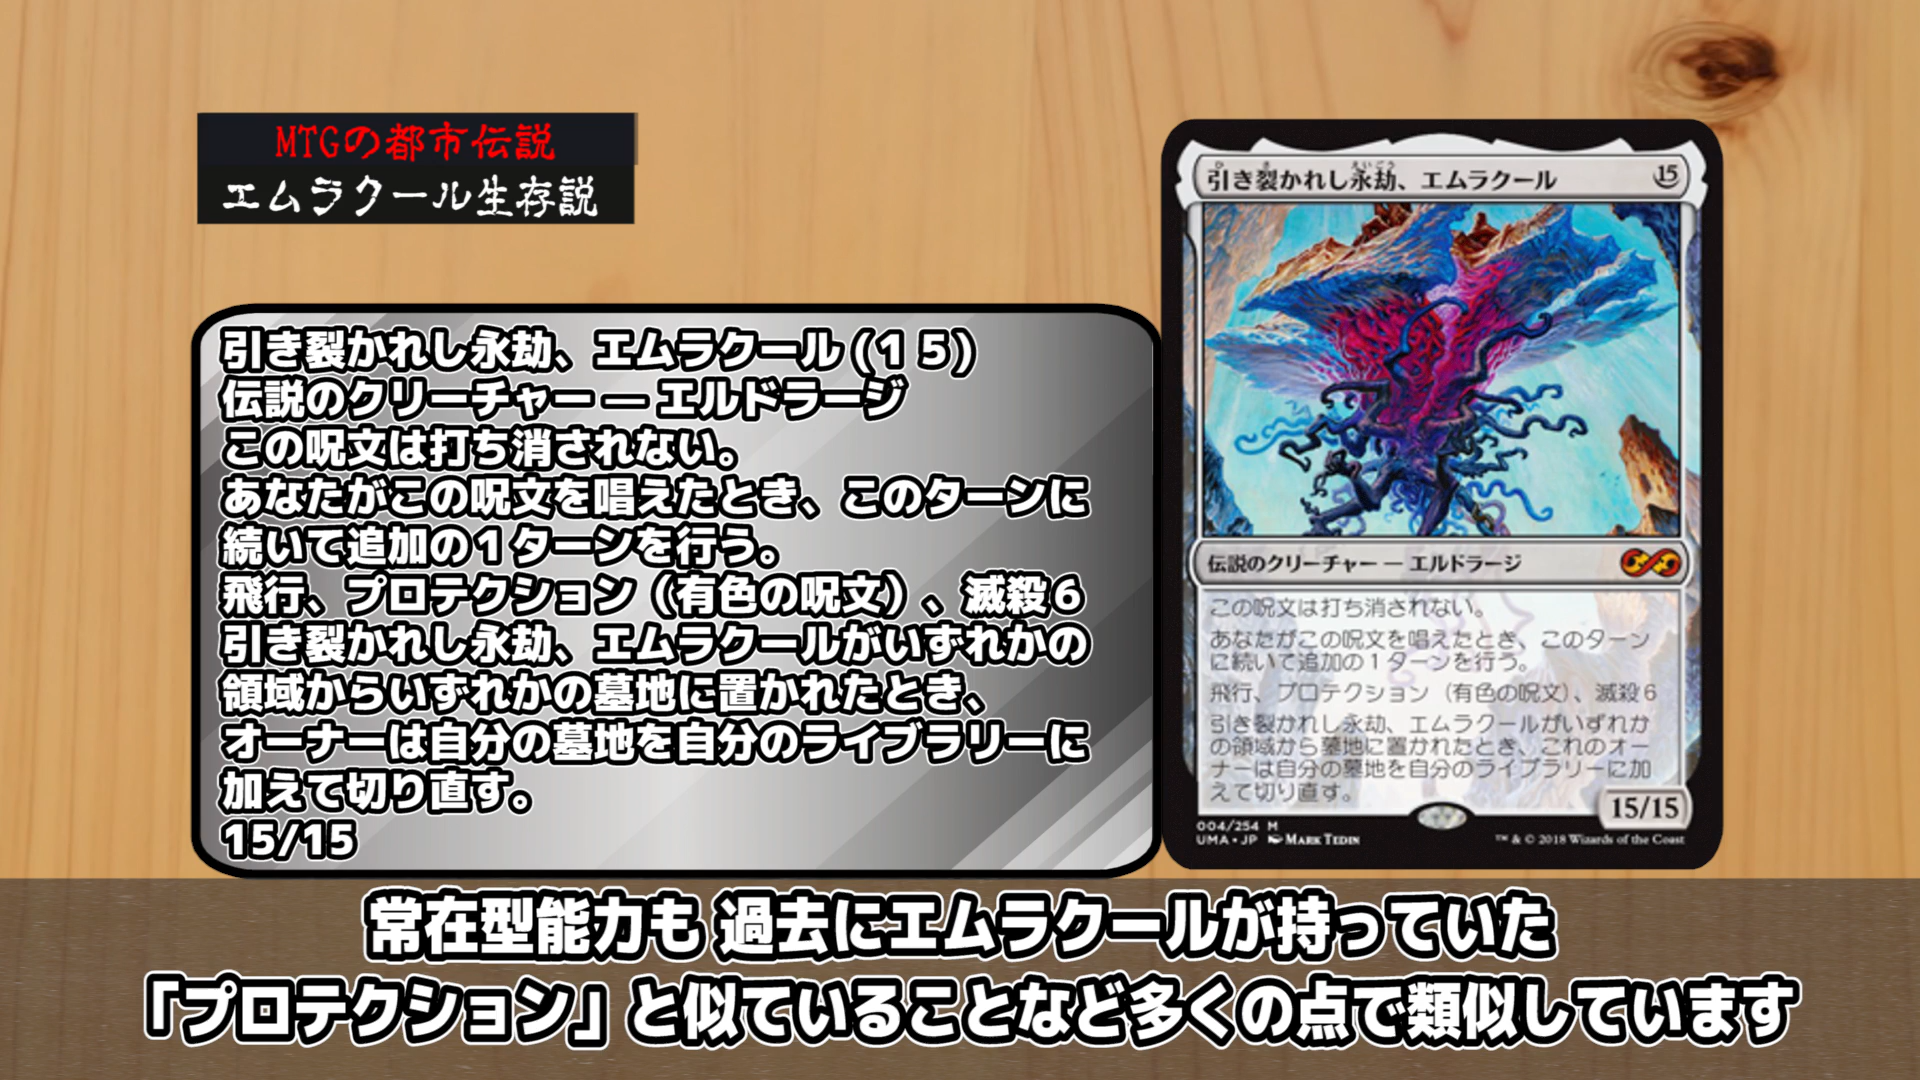 MTGの都市伝説
エムラクール生存説
引き裂かれし永劫、エムラクール(１５)
伝説のクリーチャー ― エルドラージ
この呪文は打ち消されない。
あなたがこの呪文を唱えたとき、このターンに
続いて追加の１ターンを行う。
飛行、プロテクション（有色の呪文）、滅殺６
引き裂かれし永劫、エムラクールがいずれかの
領域からいずれかの墓地に置かれたとき、
オーナーは自分の墓地を自分のライブラリーに
加えて切り直す。
15/15
引き裂かれし永劫、エムラクール
ひ さ えいごう
15
伝説のクリーチャー ― エルドラージ
この呪文は打ち消されない。
あなたがこの呪文を唱えたとき、このターン
に続いて追加の１ターンを行う。
飛行、プロテクション（有色の呪文）、滅殺６
引き裂かれし永劫、エムラクールがいずれか
の領域から墓地に置かれたとき、これのオー
ナーは自分の墓地を自分のライブラリーに加
えて切り直す。
15/15
004/254 M
UMA • JP MARK TEDIN
™ & © 2018 Wizards of the Coast
常在型能力も 過去にエムラクールが持っていた
「プロテクション」と似ていることなど多くの点で類似しています